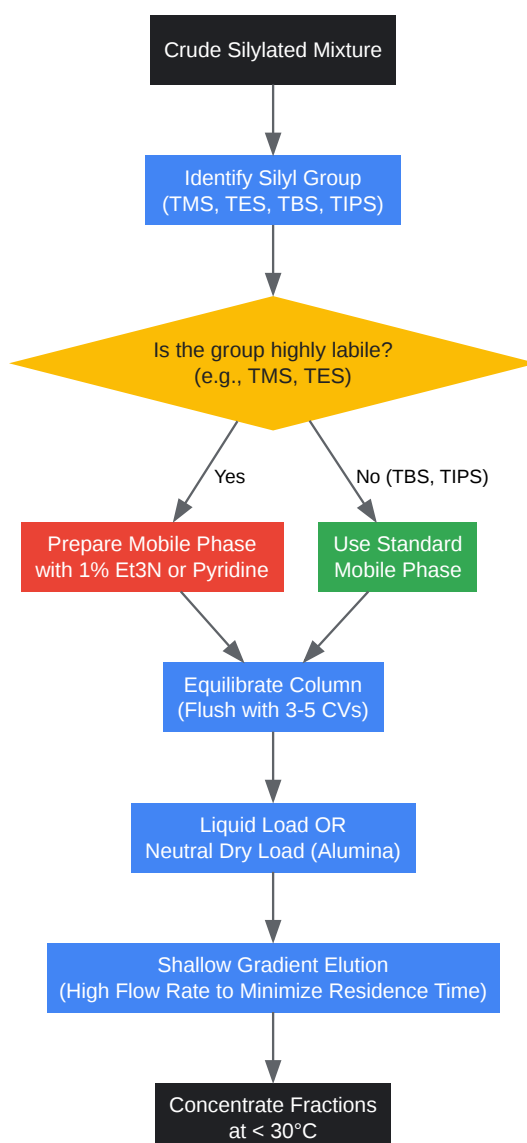 Crude Silylated Mixture
Identify Silyl Group
(TMS, TES, TBS, TIPS)
Is the group highly labile?
(e.g., TMS, TES)
Yes
No (TBS, TIPS)
Prepare Mobile Phase
with 1% Et3N or Pyridine
Use Standard
Mobile Phase
Equilibrate Column
(Flush with 3-5 CVs)
Liquid Load OR
Neutral Dry Load (Alumina)
Shallow Gradient Elution
(High Flow Rate to Minimize Residence Time)
Concentrate Fractions
at < 30°C